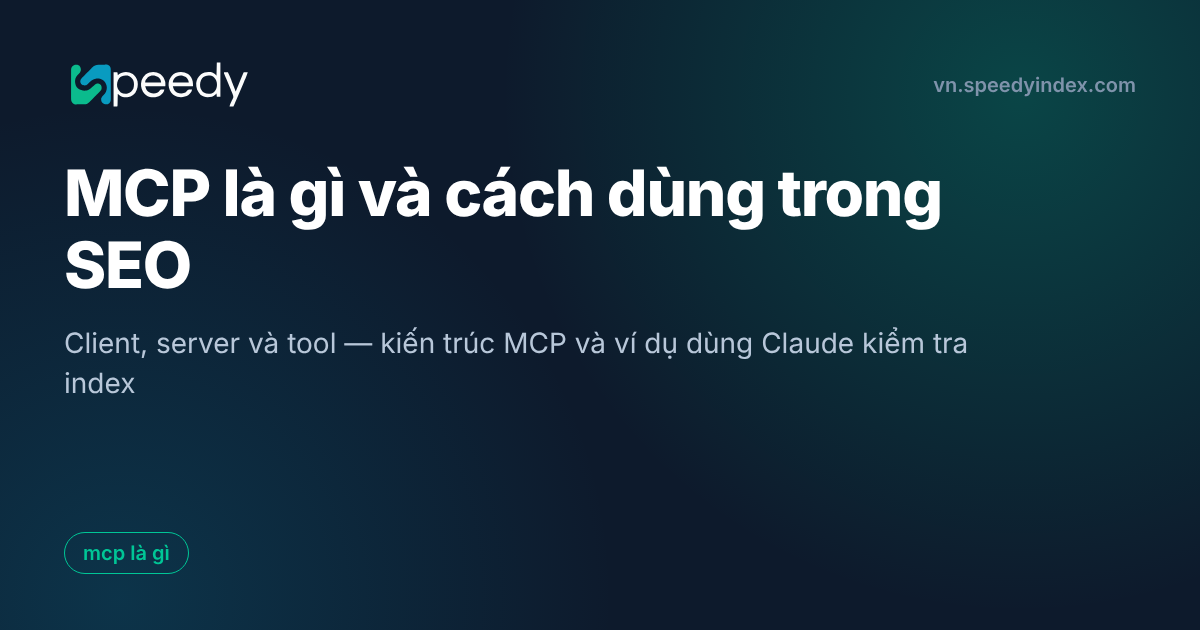 Speedy
vn.speedyindex.com
MCP là gì và cách dùng trong
SEO
Client, server và tool — kiến trúc MCP và ví dụ dùng Claude kiểm tra
index
mcp là gì